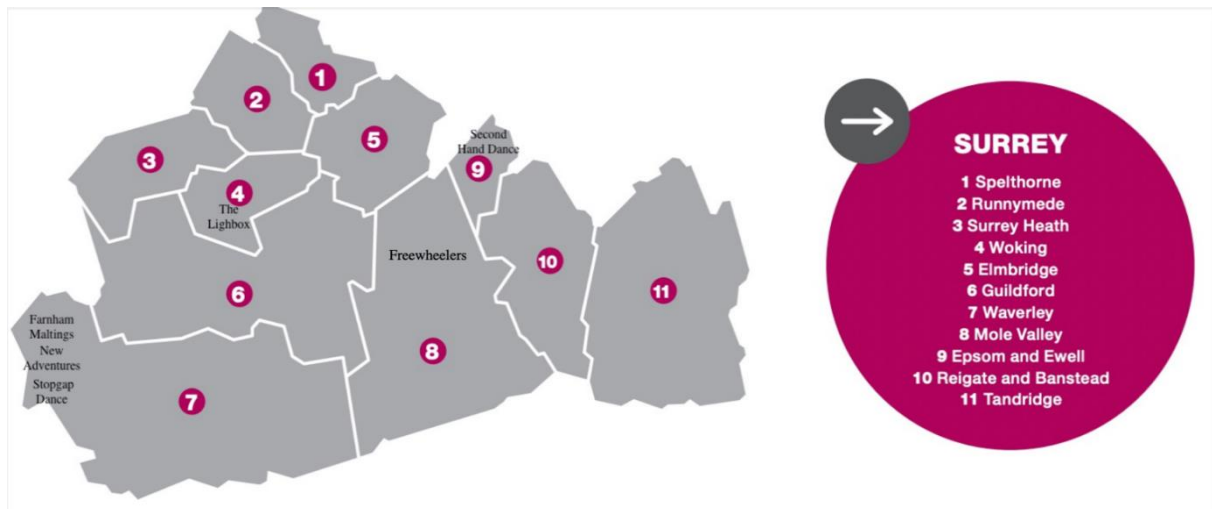 1
2
3
4
The
Lighbox
5
6
Farnham
Maltings
New
Adventures
Stopgap
Dance
7
Freewheelers
8
Second
Hand Dance
9
10
11
SURREY
1 Spelthorne
2 Runnymede
3 Surrey Heath
4 Woking
5 Elmbridge
6 Guildford
7 Waverley
8 Mole Valley
9 Epsom and Ewell
10 Reigate and Banstead
11 Tandridge